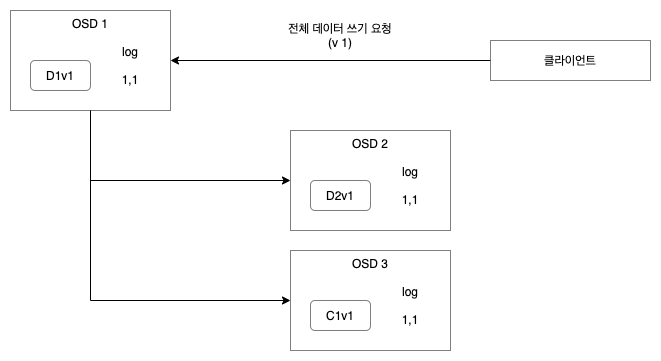 OSD 1
log
D1v1
1,1
전체 데이터 쓰기 요청
(v 1)
클라이언트
OSD 2
log
D2v1
1,1
OSD 3
log
C1v1
1,1